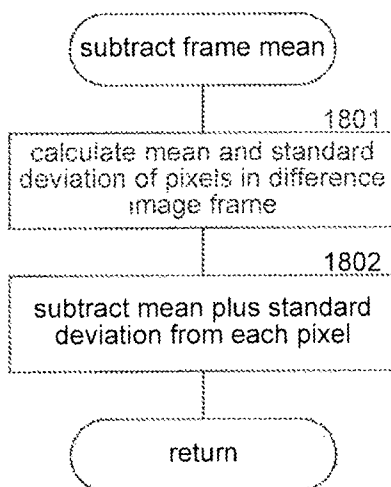 subtract frame mean
1801
calculate mean and standard
deviation of pixels in difference
image frame
1802
subtract mean plus standard
deviation from each pixel
return